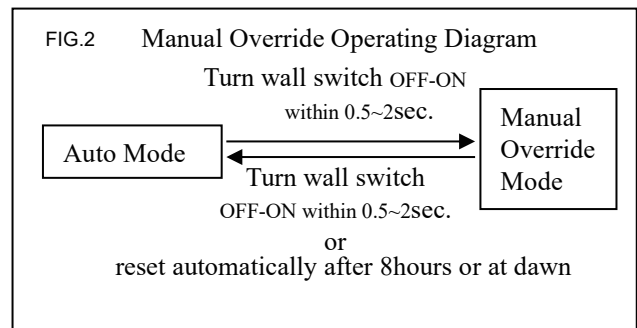 FIG.2 Manual Override Operating Diagram
Turn wall switch OFF-ON
within 0.5~2sec.
Auto Mode
Manual
Override
Mode
Turn wall switch
OFF-ON within 0.5~2sec.
or
reset automatically after 8hours or at dawn